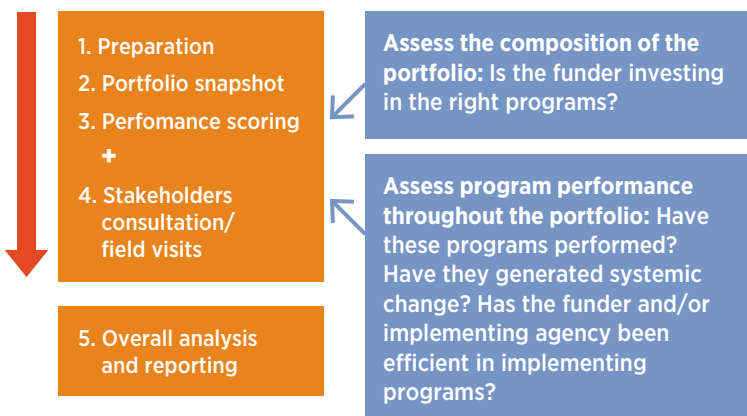 1. Preparation
2. Portfolio snapshot
3. Perfomance scoring
+
4. Stakeholders
consultation/
field visits
5. Overall analysis
and reporting
Assess the composition of the
portfolio: Is the funder investing
in the right programs?
Assess program performance
throughout the portfolio: Have
these programs performed?
Have they generated systemic
change? Has the funder and/or
implementing agency been
efficient in implementing
programs?